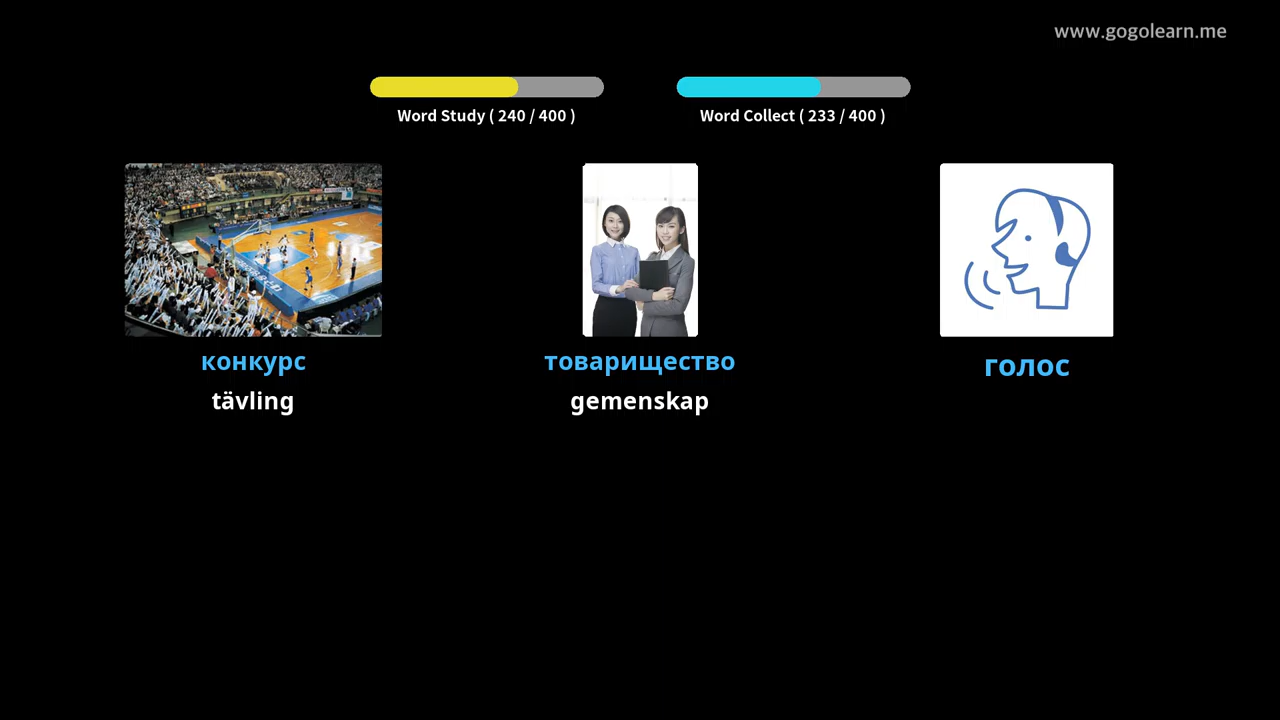 www.gogolearn.me
Word Study ( 240 / 400 )
Word Collect ( 233 / 400 )
конкурс
товарищество
голос
tävling
gemenskap